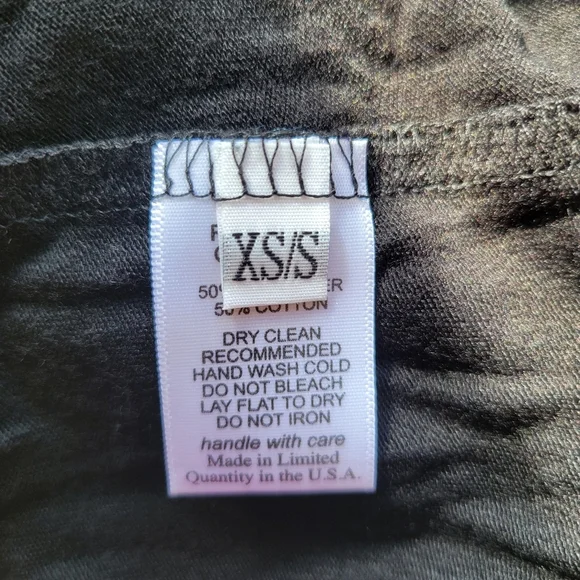 XS/S
50% COTTON
DRY CLEAN
RECOMMENDED
HAND WASH COLD
DO NOT BLEACH
LAY FLAT TO DRY
DO NOT IRON
handle with care
Made in Limited
Quantity in the U.S.A.